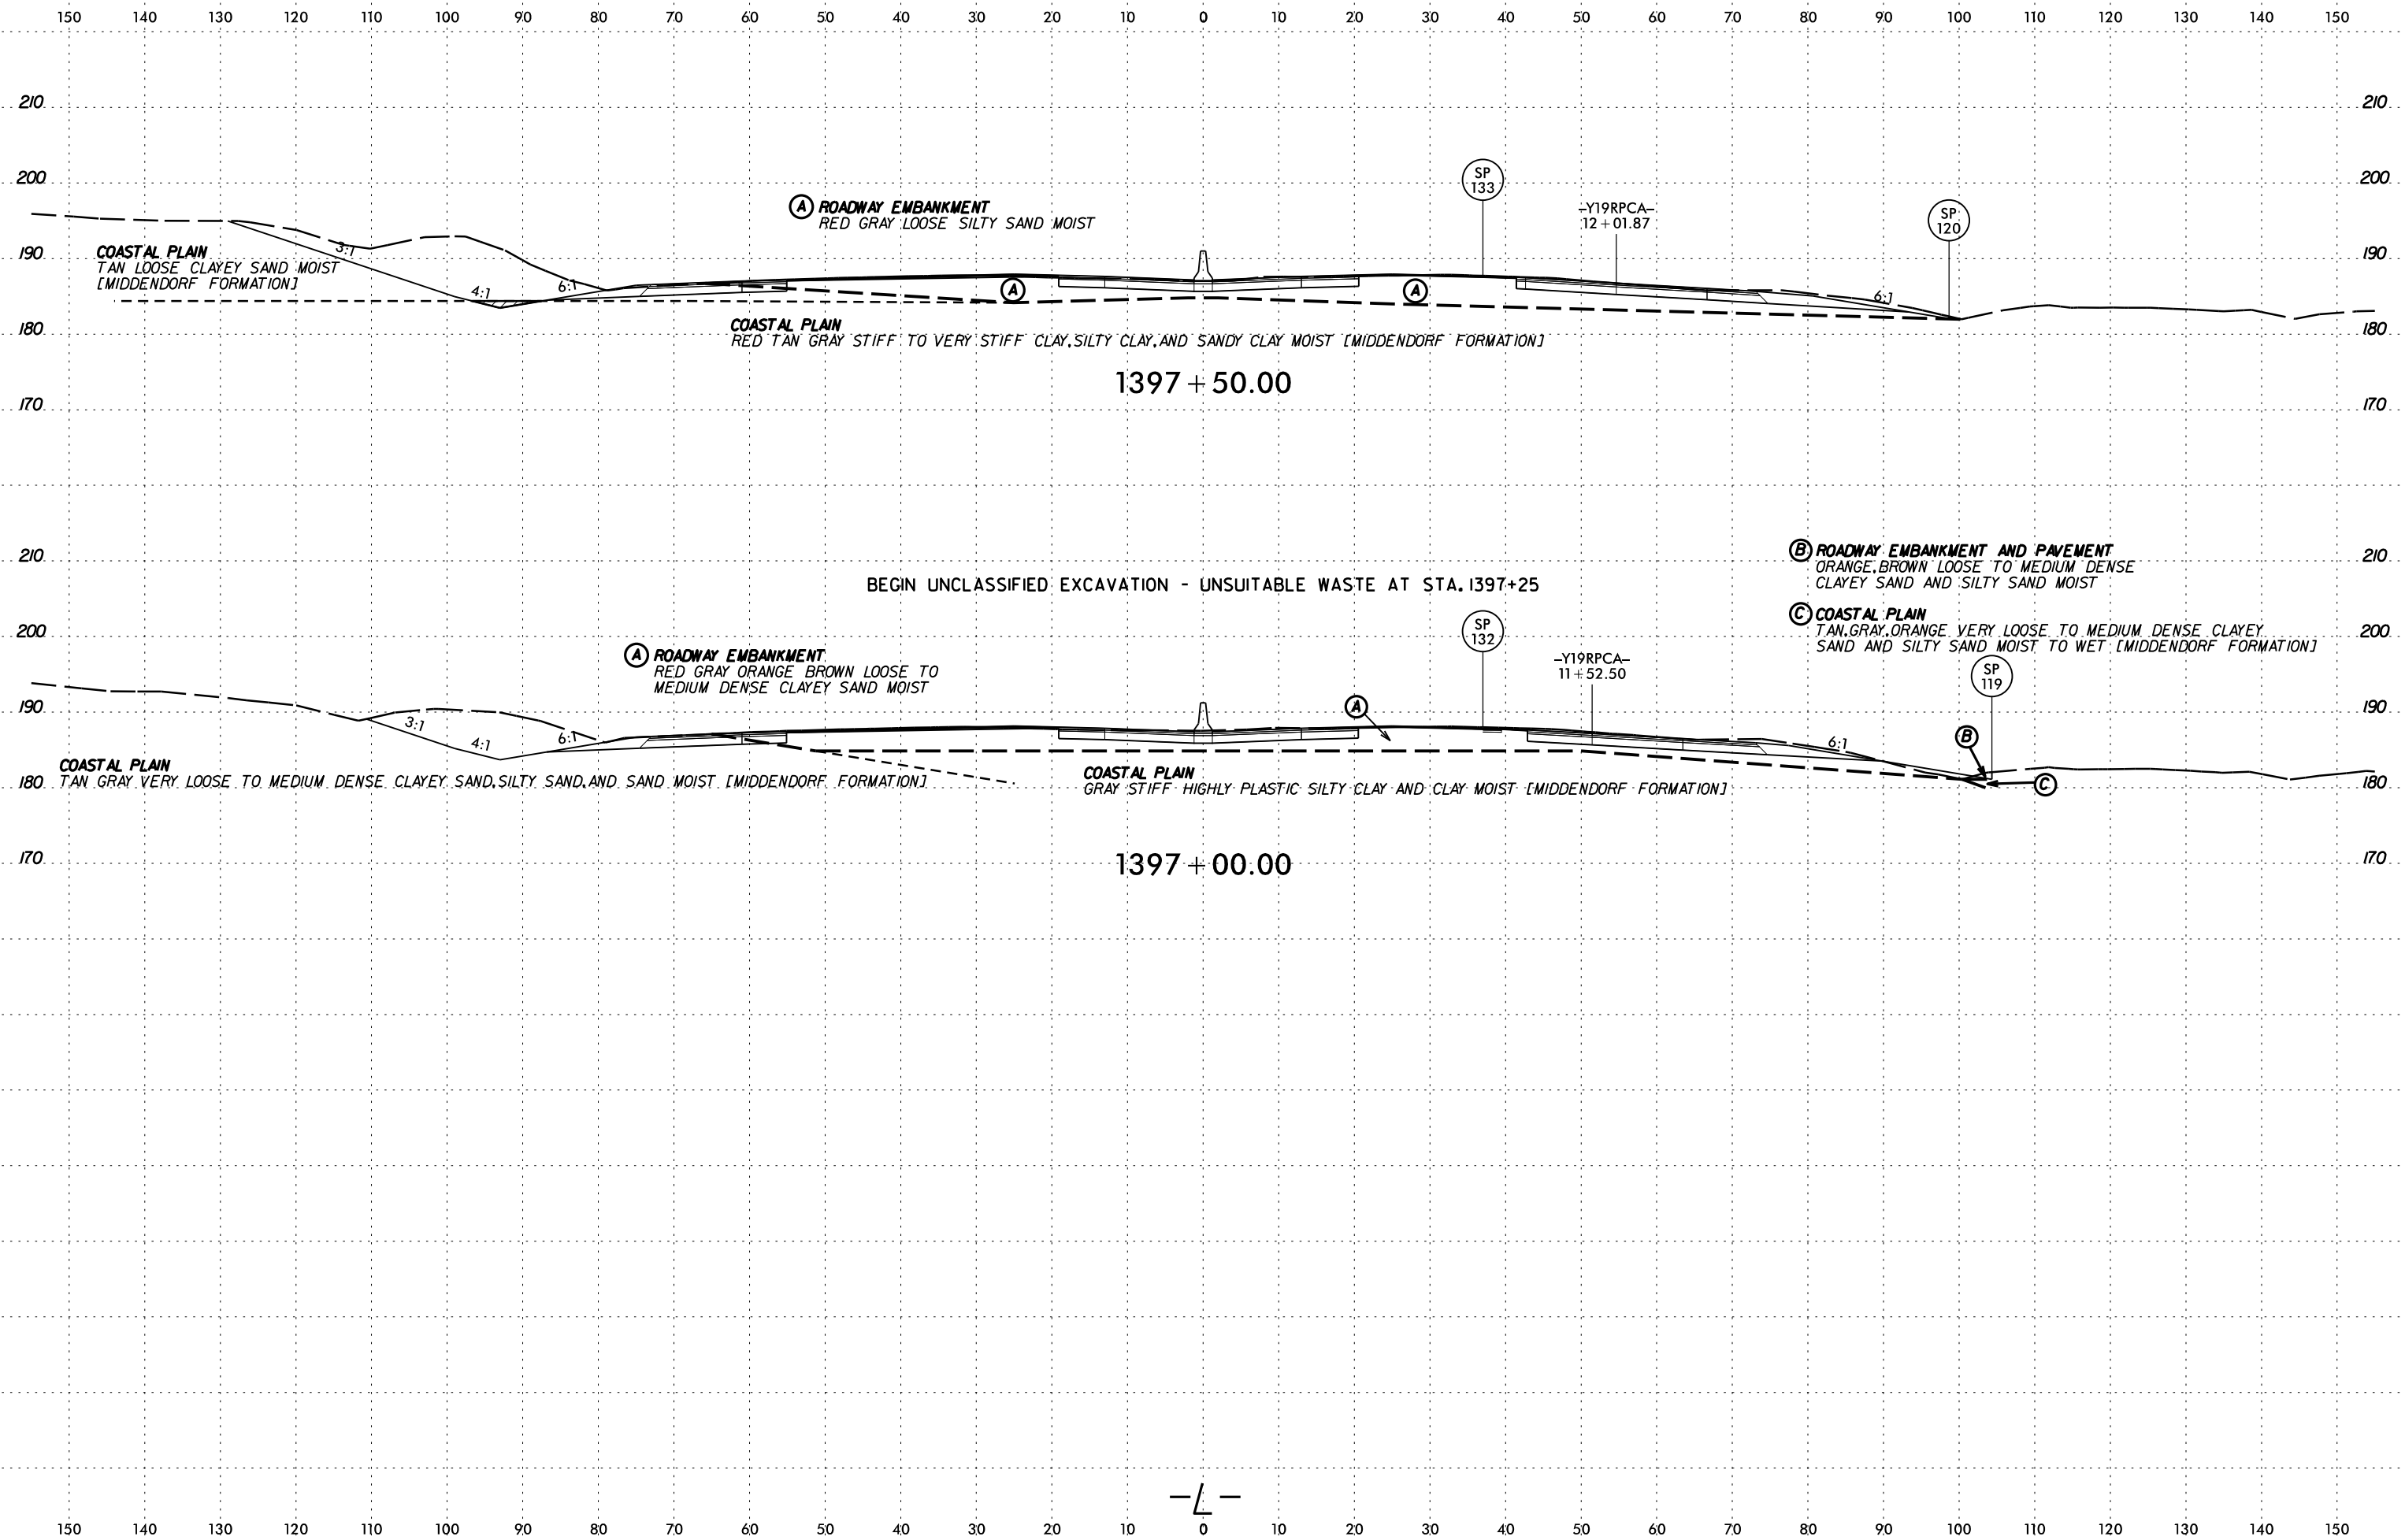 150 140 130 120 110 100 90 80 70 60 50 40 30 20 10 0 10 20 30 40 50 60 70 80 90 100 110 120 130 140 150
210 210
200 200
SP
133
SP
120
A ROADWAY EMBANKMENT
RED GRAY LOOSE SILTY SAND MOIST
-Y19RPCA-
12+01.87
190 190
COASTAL PLAIN
TAN LOOSE CLAYEY SAND MOIST
[MIDDENDORF FORMATION]
3:1
4:1
6:1
A
A
6:1
180 180
COASTAL PLAIN
RED TAN GRAY STIFF TO VERY STIFF CLAY,SILTY CLAY,AND SANDY CLAY MOIST [MIDDENDORF FORMATION]
1397+50.00
170 170
210 210
B ROADWAY EMBANKMENT AND PAVEMENT
ORANGE,BROWN LOOSE TO MEDIUM DENSE
CLAYEY SAND AND SILTY SAND MOIST
BEGIN UNCLASSIFIED EXCAVATION - UNSUITABLE WASTE AT STA. 1397+25
C COASTAL PLAIN
TAN,GRAY,ORANGE VERY LOOSE TO MEDIUM DENSE CLAYEY
SAND AND SILTY SAND MOIST TO WET [MIDDENDORF FORMATION]
200 200
SP
132
A ROADWAY EMBANKMENT
RED GRAY ORANGE BROWN LOOSE TO
MEDIUM DENSE CLAYEY SAND MOIST
-Y19RPCA-
11+52.50
SP
119
190 190
A
3:1
4:1
6:1
6:1
B
C
COASTAL PLAIN
TAN GRAY VERY LOOSE TO MEDIUM DENSE CLAYEY SAND,SILTY SAND,AND SAND MOIST [MIDDENDORF FORMATION]
COASTAL PLAIN
GRAY STIFF HIGHLY PLASTIC SILTY CLAY AND CLAY MOIST [MIDDENDORF FORMATION]
180 180
1397+00.00
170 170
-L-
150 140 130 120 110 100 90 80 70 60 50 40 30 20 10 0 10 20 30 40 50 60 70 80 90 100 110 120 130 140 150